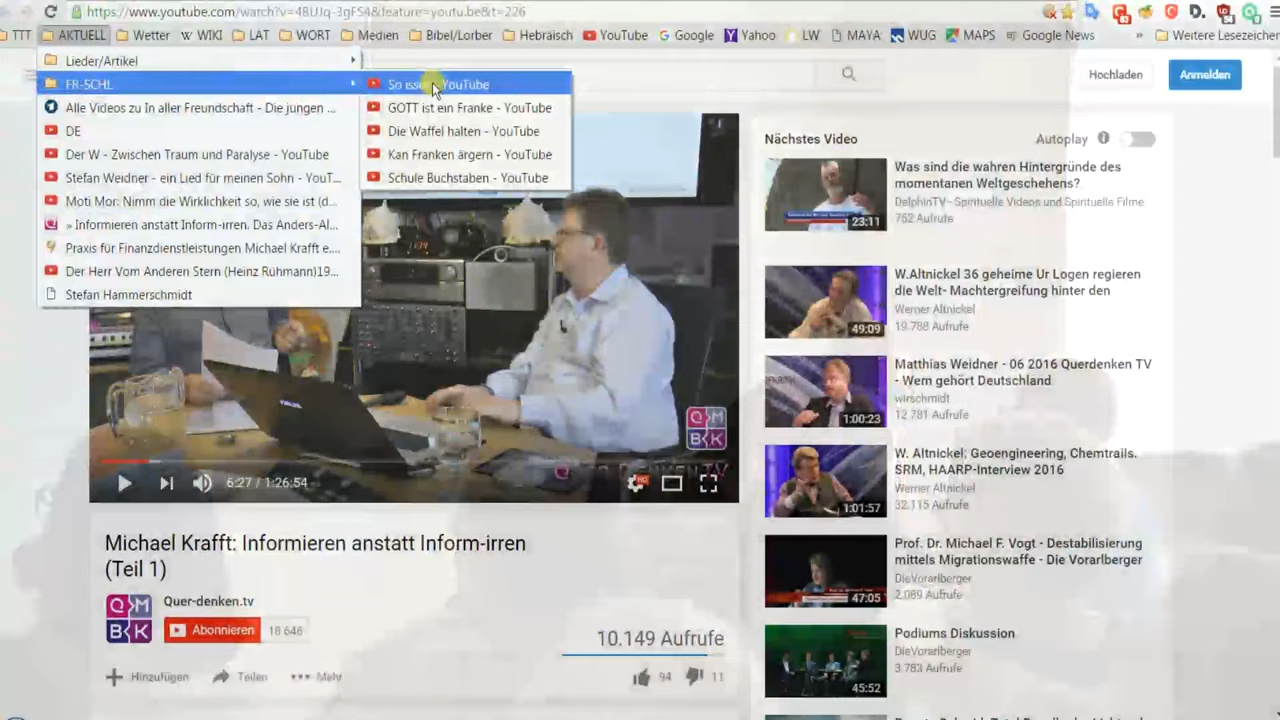 https://www.youtube.com/watch?v=4BUIq-3gFS4&feature=youtu.be&t=226
TTT AKTUELL Wetter WIKI LAT WORT Medien Bibel/Lorber Hebräisch YouTube Google Yahoo LW MAYA WUG MAPS Google News » Weitere Lesezeichen
Lieder/Artikel
FR-SCHL
Alle Videos zu In aller Freundschaft - Die jungen ...
DE
Der W - Zwischen Traum und Paralyse - YouTube
Stefan Werner - ein Lied für meinen Sohn - YouT...
Moti Mor: Nimm die Wirklichkeit so, wie sie ist (d...
» Informieren anstatt Inform-irren: Das Andere Al...
Praxis für Finanzdienstleistungen Michael Krafft e...
Der Herr Vom Anderen Stern (Heinz Rühmann)19...
Stefan Hammerschmidt
So issus - YouTube
GOTT ist ein Franke - YouTube
Die Waffel halten - YouTube
Kan Franken ärgern - YouTube
Schule Buchstaben - YouTube
Hochladen
Anmelden
6:27 / 1:26:54
HD
Michael Krafft: Informieren anstatt Inform-irren
(Teil 1)
Quer-denken.tv
Abonnieren 18 646
10.149 Aufrufe
Hinzufügen Teilen Mehr
94 11
Nächstes Video
Autoplay
Was sind die wahren Hintergründe des
momentanen Weltgeschehens?
DelphinTV–Spirituelle Videos und Spirituelle Filme
752 Aufrufe
23:11
W.Altnickel 36 geheime Ur Logen regieren
die Welt- Machtergreifung hinter den
Werner Altnickel
19.788 Aufrufe
49:09
Matthias Weidner - 06 2016 Querdenken TV
- Wem gehört Deutschland
wirschmidt
12.781 Aufrufe
1:00:23
W. Altnickel: Geoengineering, Chemtrails.
SRM, HAARP-Interview 2016
Werner Altnickel
32.115 Aufrufe
1:01:57
Prof. Dr. Michael F. Vogt - Destabilisierung
mittels Migrationswaffe - Die Vorarlberger
DieVorarlberger
2.089 Aufrufe
47:05
Podiums Diskussion
DieVorarlberger
3.783 Aufrufe
45:52